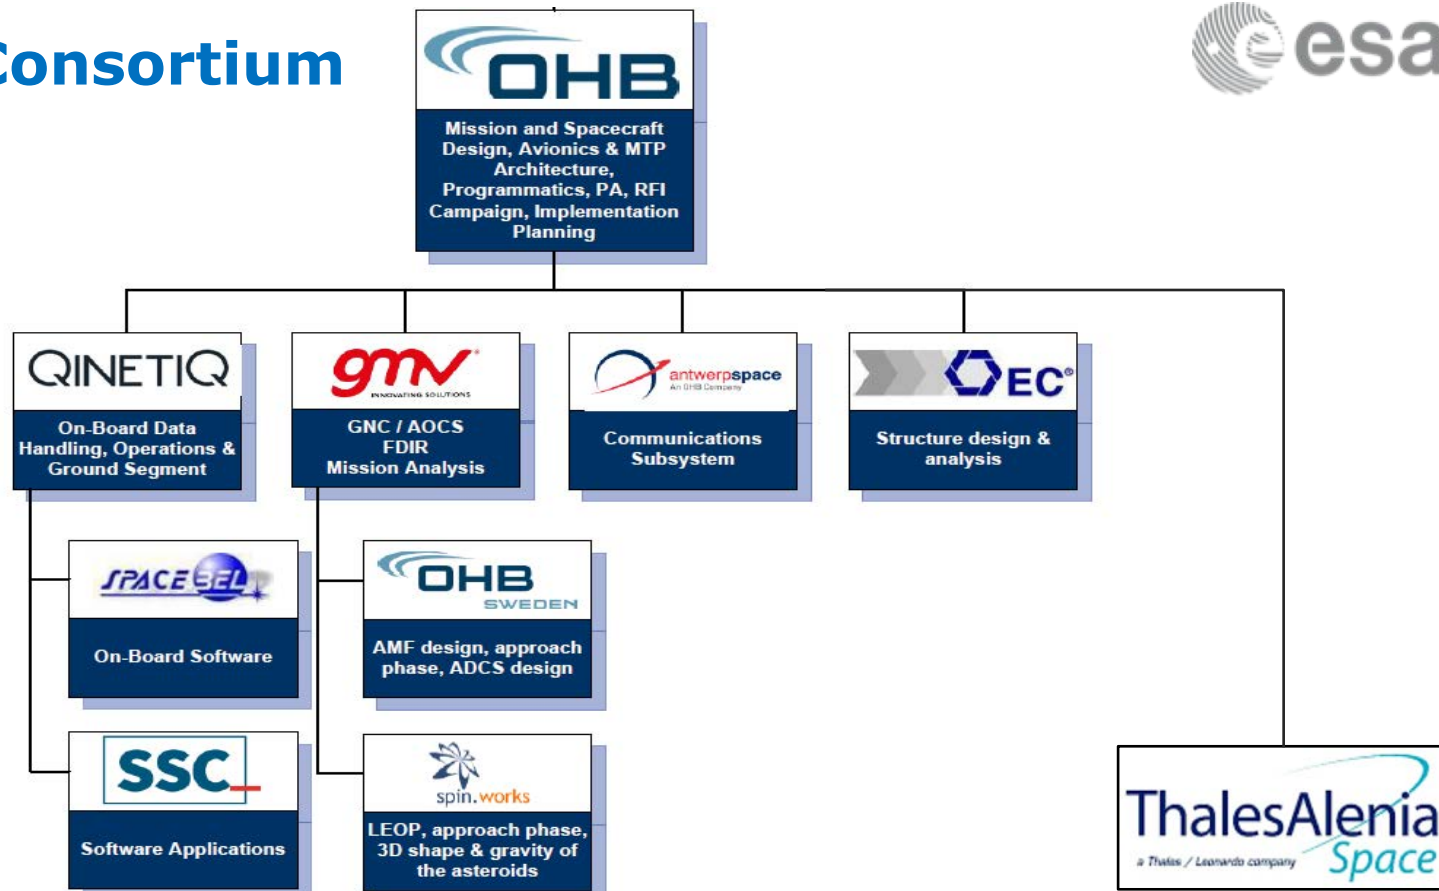 Consortium
esa
OHB
Mission and Spacecraft
Design, Avionics & MTP
Architecture,
Programmatics, PA, RFI
Campaign, Implementation
Planning
QINETIQ
On-Board Data
Handling, Operations &
Ground Segment
gmv
INNOVATING SOLUTIONS
GNC / AOCS
FDIR
Mission Analysis
antwerpspace
An OHB Company
Communications
Subsystem
EC®
Structure design &
analysis
SPACEBEL
On-Board Software
OHB
SWEDEN
AMF design, approach
phase, ADCS design
SSC_
Software Applications
spin.works
LEOP, approach phase,
3D shape & gravity of
the asteroids
ThalesAlenia
a Thales / Leonardo company
Space